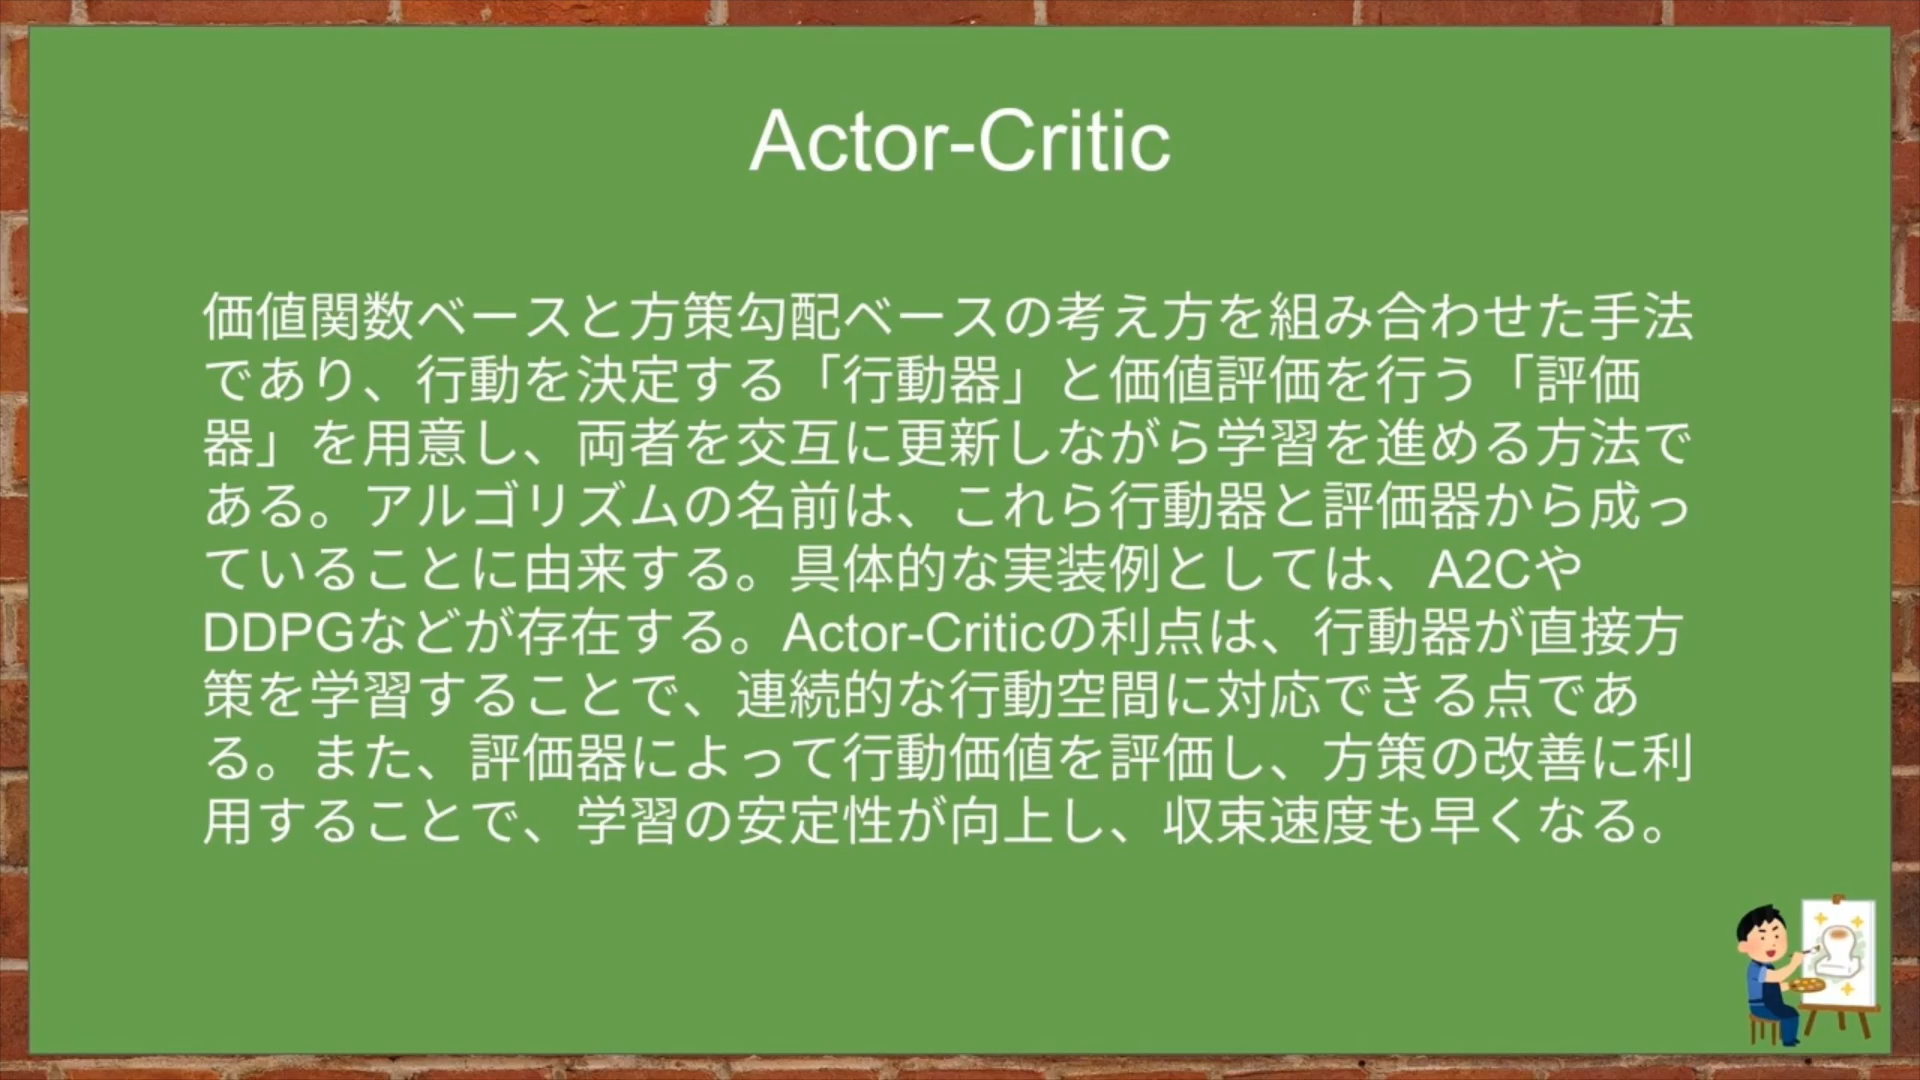 Actor-Critic
価値関数ベースと方策勾配ベースの考え方を組み合わせた手法
であり、行動を決定する「行動器」と価値評価を行う「評価
器」を用意し、両者を交互に更新しながら学習を進める方法で
ある。アルゴリズムの名前は、これら行動器と評価器から成っ
ていることに由来する。具体的な実装例としては、A2Cや
DDPGなどが存在する。Actor-Criticの利点は、行動器が直接方
策を学習することで、連続的な行動空間に対応できる点であ
る。また、評価器によって行動価値を評価し、方策の改善に利
用することで、学習の安定性が向上し、収束速度も早くなる。